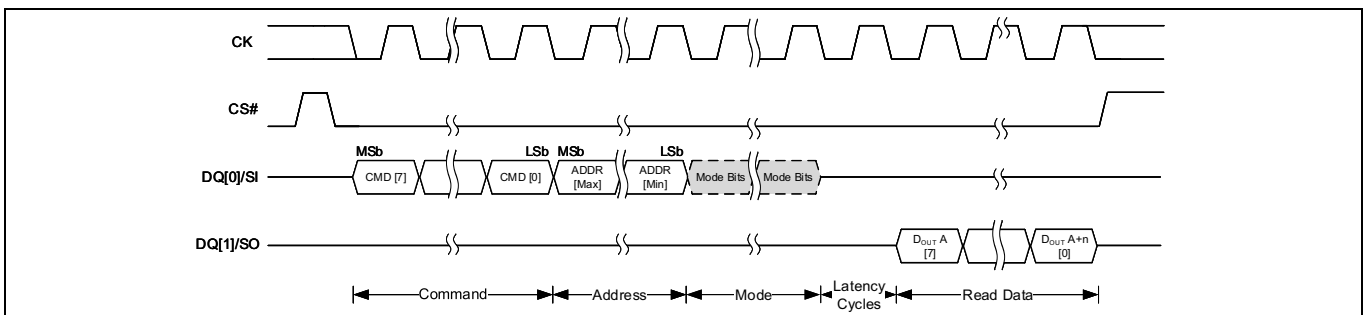 CK
CS#
MSb LSb MSb LSb
DQ[0]/SI CMD [7] CMD [0] ADDR [Max] ADDR [Min] Mode Bits Mode Bits
DQ[1]/SO DOUT A [7] DOUT A+n [0]
Command Address Mode Latency Cycles Read Data